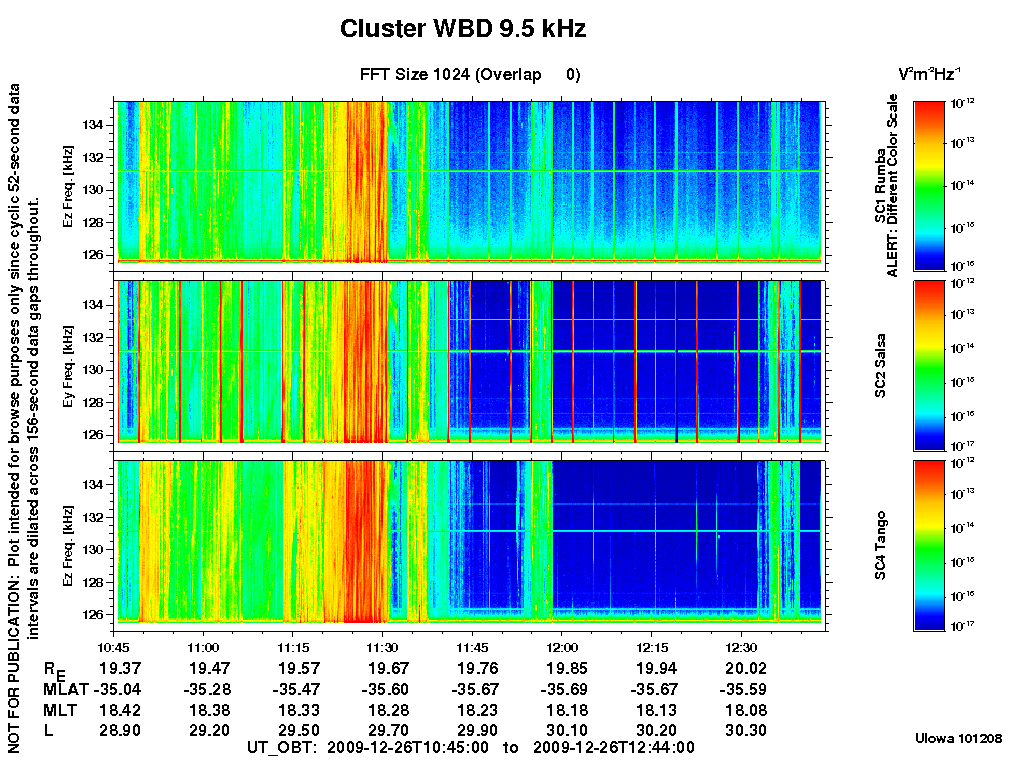 Cluster WBD 9.5 kHz
FFT Size 1024 (Overlap 0)
V²m⁻²Hz⁻¹
NOT FOR PUBLICATION: Plot intended for browse purposes only since cyclic 52-second data
intervals are dilated across 156-second data gaps throughout.
Ez Freq. [kHz]
134
132
130
128
126
SC1 Rumba
ALERT: Different Color Scale
10⁻¹²
10⁻¹³
10⁻¹⁴
10⁻¹⁵
10⁻¹⁶
Ey Freq. [kHz]
134
132
130
128
126
SC2 Salsa
10⁻¹²
10⁻¹³
10⁻¹⁴
10⁻¹⁵
10⁻¹⁶
10⁻¹⁷
Ez Freq. [kHz]
134
132
130
128
126
SC4 Tango
10⁻¹²
10⁻¹³
10⁻¹⁴
10⁻¹⁵
10⁻¹⁶
10⁻¹⁷
10:45 11:00 11:15 11:30 11:45 12:00 12:15 12:30
R_E 19.37 19.47 19.57 19.67 19.76 19.85 19.94 20.02
MLAT -35.04 -35.28 -35.47 -35.60 -35.67 -35.69 -35.67 -35.59
MLT 18.42 18.38 18.33 18.28 18.23 18.18 18.13 18.08
L 28.90 29.20 29.50 29.70 29.90 30.10 30.20 30.30
UT_OBT: 2009-12-26T10:45:00 to 2009-12-26T12:44:00
UIowa 101208